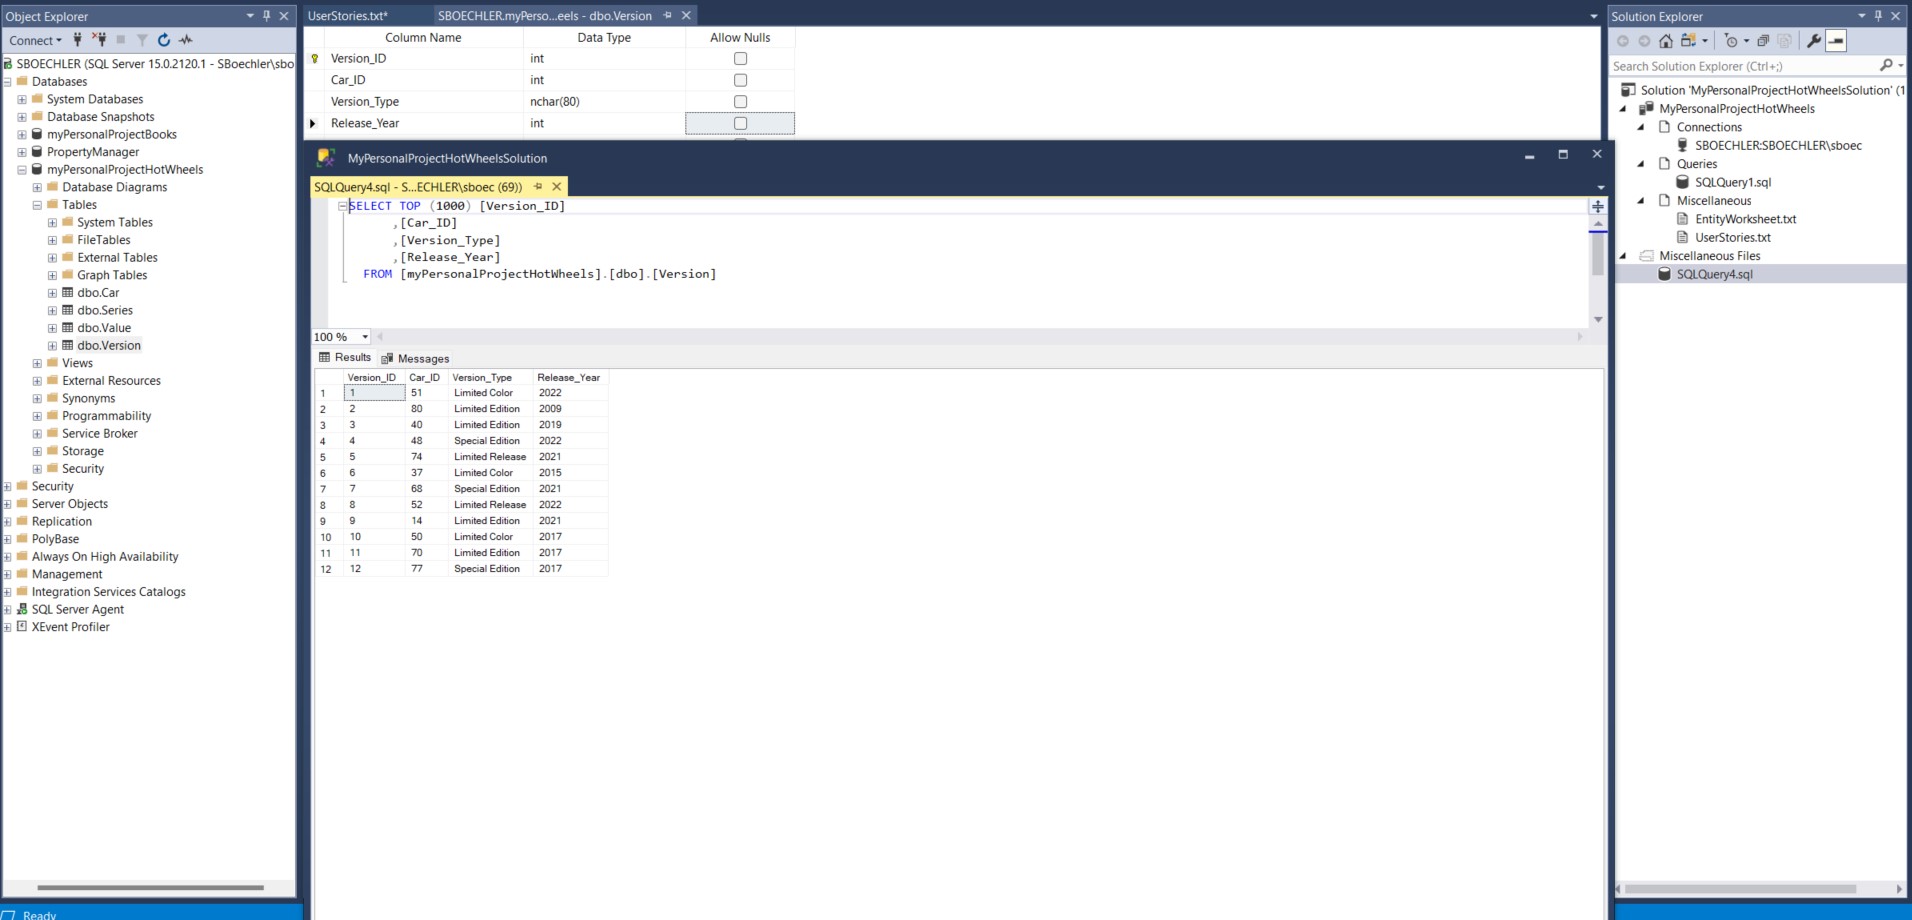 Object Explorer
Connect
SBOECHLER (SQL Server 15.0.2120.1 - SBoechler\sbo
Databases
System Databases
Database Snapshots
myPersonalProjectBooks
PropertyManager
myPersonalProjectHotWheels
Database Diagrams
Tables
System Tables
FileTables
External Tables
Graph Tables
dbo.Car
dbo.Series
dbo.Value
dbo.Version
Views
External Resources
Synonyms
Programmability
Service Broker
Storage
Security
Security
Server Objects
Replication
PolyBase
Always On High Availability
Management
Integration Services Catalogs
SQL Server Agent
XEvent Profiler
Ready
UserStories.txt* SBOECHLER.myPerso...eels - dbo.Version
Column Name Data Type Allow Nulls
Version_ID int
Car_ID int
Version_Type nchar(80)
Release_Year int
MyPersonalProjectHotWheelsSolution
SQLQuery4.sql - S...ECHLER\sboec (69))
SELECT TOP (1000) [Version_ID]
,[Car_ID]
,[Version_Type]
,[Release_Year]
FROM [myPersonalProjectHotWheels].[dbo].[Version]
100 %
Results Messages
Version_ID Car_ID Version_Type Release_Year
1 1 51 Limited Color 2022
2 2 80 Limited Edition 2009
3 3 40 Limited Edition 2019
4 4 48 Special Edition 2022
5 5 74 Limited Release 2021
6 6 37 Limited Color 2015
7 7 68 Special Edition 2021
8 8 52 Limited Release 2022
9 9 14 Limited Edition 2021
10 10 50 Limited Color 2017
11 11 70 Limited Edition 2017
12 12 77 Special Edition 2017
Solution Explorer
Search Solution Explorer (Ctrl+;)
Solution 'MyPersonalProjectHotWheelsSolution' (1
MyPersonalProjectHotWheels
Connections
SBOECHLER:SBOECHLER\sboec
Queries
SQLQuery1.sql
Miscellaneous
EntityWorksheet.txt
UserStories.txt
Miscellaneous Files
SQLQuery4.sql